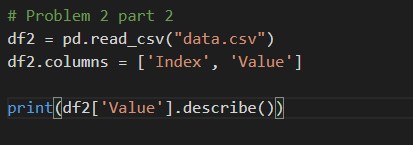 # Problem 2 part 2
df2 = pd.read_csv("data.csv")
df2.columns = ['Index', 'Value']
print(df2['Value'].describe())